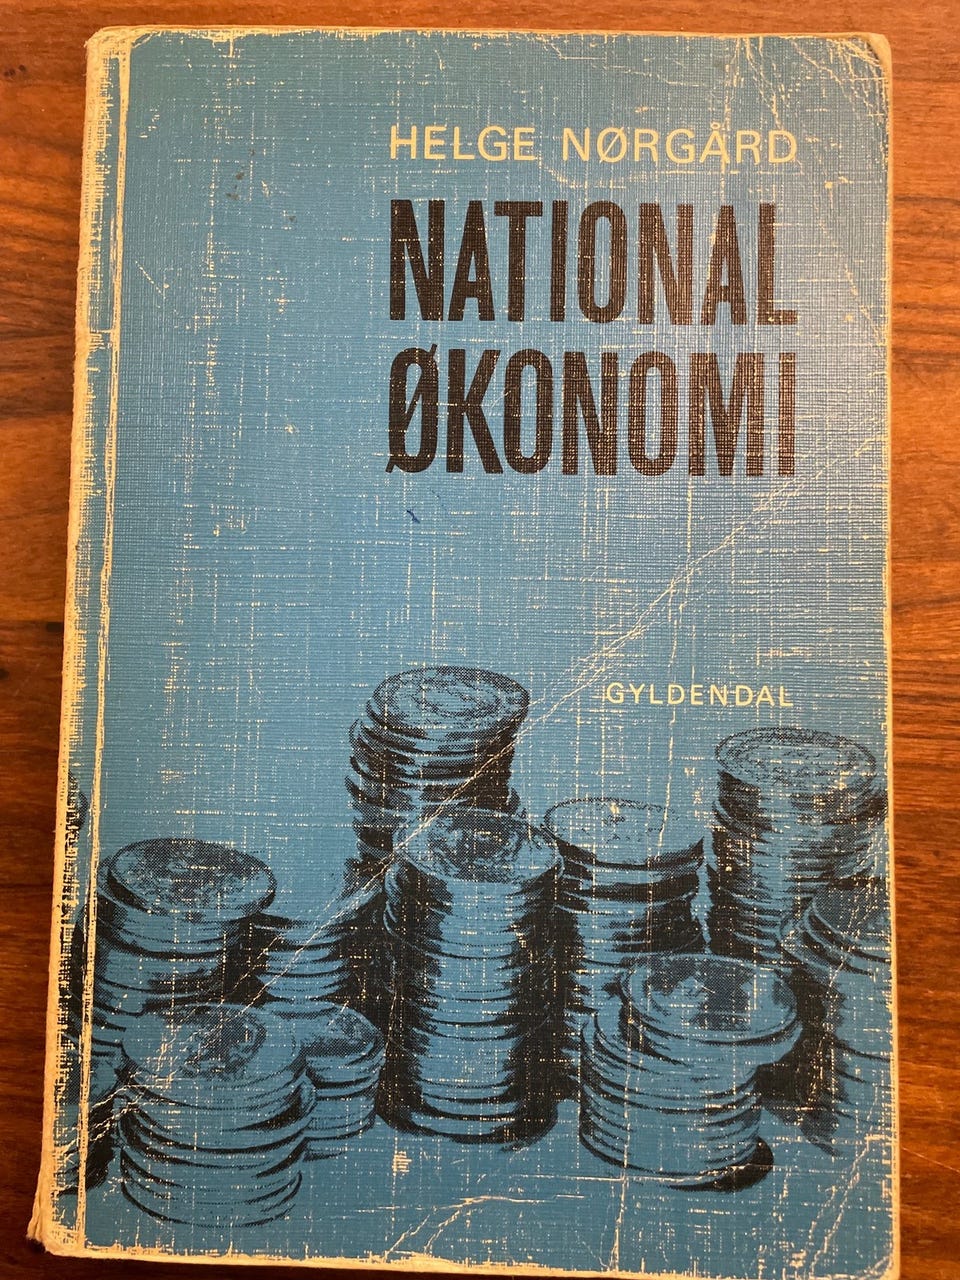 HELGE NØRGÅRD
NATIONAL
ØKONOMI
GYLDENDAL